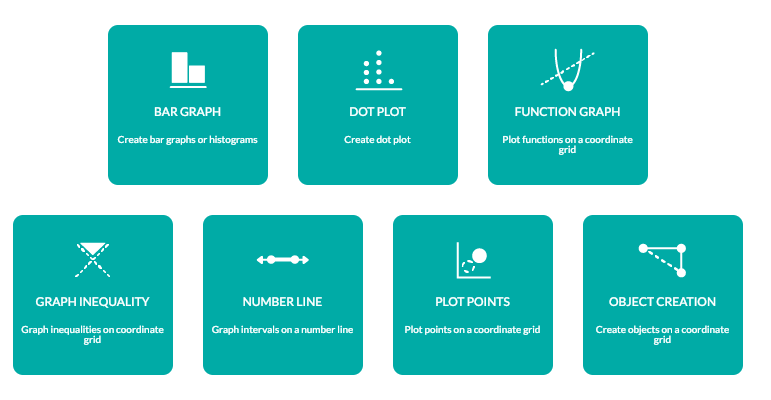 BAR GRAPH
Create bar graphs or histograms
DOT PLOT
Create dot plot
FUNCTION GRAPH
Plot functions on a coordinate
grid
GRAPH INEQUALITY
Graph inequalities on coordinate
grid
NUMBER LINE
Graph intervals on a number line
PLOT POINTS
Plot points on a coordinate grid
OBJECT CREATION
Create objects on a coordinate
grid